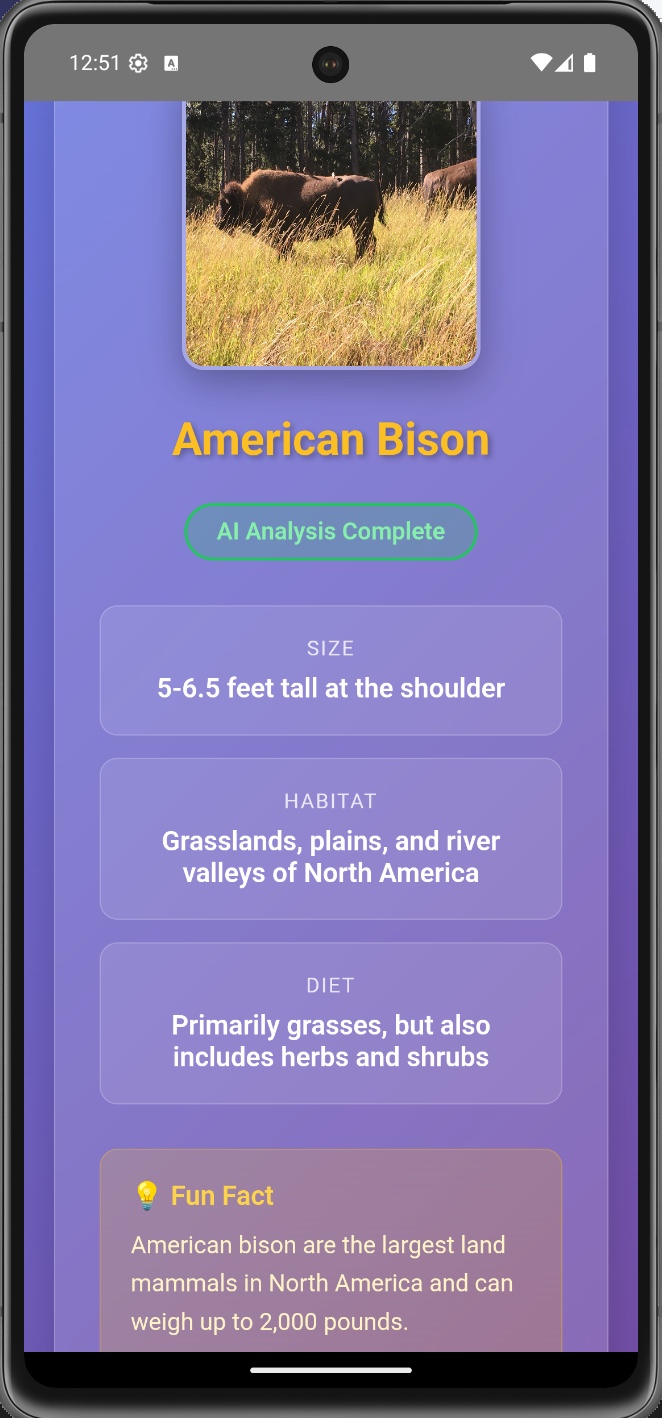 12:51
American Bison
AI Analysis Complete
SIZE
5-6.5 feet tall at the shoulder
HABITAT
Grasslands, plains, and river
valleys of North America
DIET
Primarily grasses, but also
includes herbs and shrubs
💡 Fun Fact
American bison are the largest land
mammals in North America and can
weigh up to 2,000 pounds.